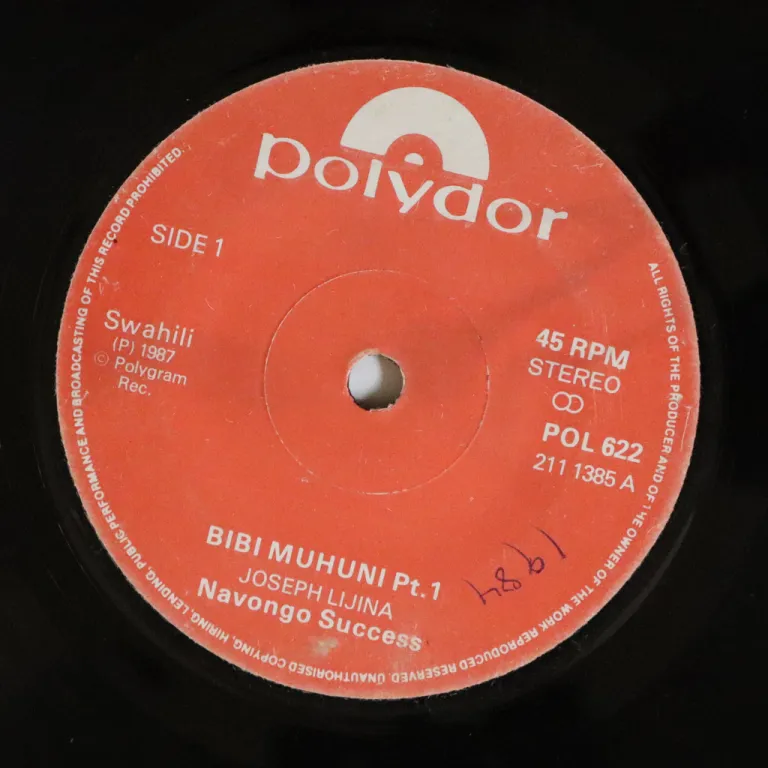 polydor
SIDE 1
Swahili
(P) 1987
© Polygram
Rec.
45 RPM
STEREO
POL 622
211 1385 A
BIBI MUHUNI Pt.1
JOSEPH LIJINA
Navongo Success
1984
ALL RIGHTS OF THE PRODUCER AND OF THE OWNER OF THE WORK REPRODUCED RESERVED. UNAUTHORISED COPYING, HIRING, LENDING, PUBLIC PERFORMANCE AND BROADCASTING OF THIS RECORD PROHIBITED.